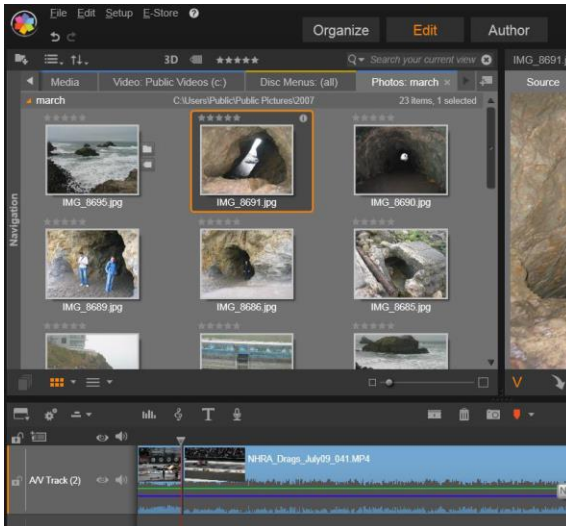 File Edit Setup E-Store ?
Organize Edit Author
3D Search your current view IMG_8691.j
Media Video: Public Videos (c:) Disc Menus: (all) Photos: march × Source
march C:\Users\Public\Public Pictures\2007 23 items, 1 selected
Navigation
IMG_8695.jpg IMG_8691.jpg IMG_8690.jpg
IMG_8689.jpg IMG_8686.jpg IMG_8685.jpg
V
T
NHRA_Drags_July09_041.MP4
A/V Track (2)
N